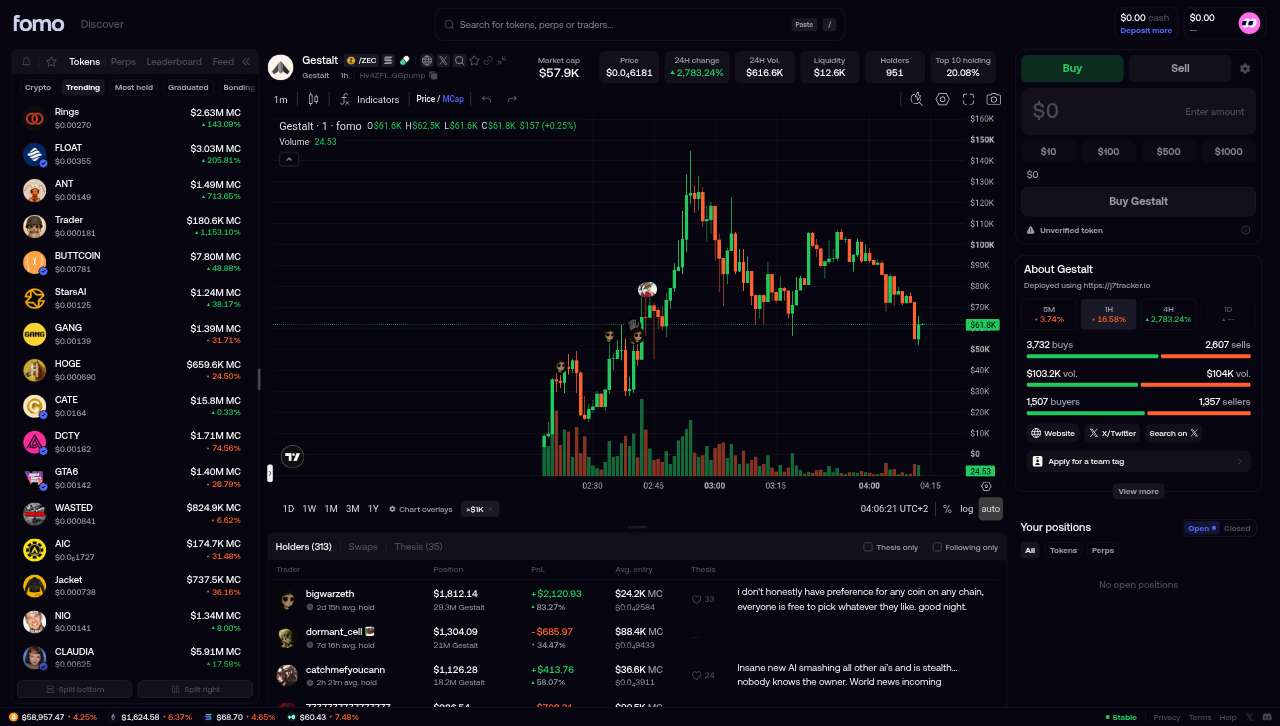 fomo Discover
Search for tokens, perps or traders... Paste /
$0.00 cash
Deposit more
$0.00
—
Tokens Perps Leaderboard Feed
Crypto Trending Most held Graduated Bonding
Rings $2.63M MC
$0.00270 143.09%
FLOAT $3.03M MC
$0.00355 205.81%
ANT $1.49M MC
$0.00149 713.65%
Trader $180.6K MC
$0.000181 1,153.10%
BUTTCOIN $7.80M MC
$0.00781 48.88%
StarsAI $1.24M MC
$0.00125 38.17%
GANG $1.39M MC
$0.00139 31.71%
HOGE $659.6K MC
$0.000690 24.50%
CATE $15.8M MC
$0.0164 0.33%
DCTY $1.71M MC
$0.00182 74.56%
GTA6 $1.40M MC
$0.00142 26.79%
WASTED $824.9K MC
$0.000841 6.62%
AIC $174.7K MC
$0.0₃1727 31.48%
Jacket $737.5K MC
$0.000738 36.16%
NIO $1.34M MC
$0.00141 8.00%
CLAUDIA $5.91M MC
$0.00625 17.58%
Split bottom Split right
Gestalt /ZEC
Gestalt 1h Hv4ZF1...GGpump
Market cap
$57.9K
Price
$0.0₄6181
24H change
2,783.24%
24H Vol.
$616.6K
Liquidity
$12.6K
Holders
951
Top 10 holding
20.08%
1m Indicators Price / MCap
Gestalt · 1 · fomo O$61.6K H$62.5K L$61.6K C$61.8K $157 (+0.25%)
Volume 24.53
$160K
$150K
$140K
$130K
$120K
$110K
$100K
$90K
$80K
$70K
$61.8K
$50K
$40K
$30K
$20K
$10K
$0
24.53
02:30 02:45 03:00 03:15 04:00 04:15
1D 1W 1M 3M 1Y Chart overlays >$1K 04:06:21 UTC+2 % log auto
Holders (313) Swaps Thesis (35) Thesis only Following only
Trader Position PnL Avg. entry Thesis
bigwarzeth $1,812.14 +$2,120.93 $24.2K MC
2d 15h avg. hold 29.3M Gestalt 83.27% $0.0₄2584
33
i don't honestly have preference for any coin on any chain,
everyone is free to pick whatever they like. good night.
dormant_cell $1,304.09 -$685.97 $88.4K MC
7d 16h avg. hold 21M Gestalt 34.47% $0.0₄9433
catchmefyoucann $1,126.28 +$413.76 $36.6K MC
2h 21m avg. hold 18.2M Gestalt 58.07% $0.0₄3911
24
Insane new AI smashing all other ai's and is stealth...
nobody knows the owner. World news incoming
Buy Sell
$0 Enter amount
$10 $100 $500 $1000
$0
Buy Gestalt
Unverified token
About Gestalt
Deployed using https://j7tracker.io
5M 1H 4H 1D
3.74% 16.58% 2,783.24% --
3,732 buys 2,607 sells
$103.2K vol. $104K vol.
1,507 buyers 1,357 sellers
Website X/Twitter Search on X
Apply for a team tag
View more
Your positions Open Closed
All Tokens Perps
No open positions
$58,957.47 4.25% $1,624.58 6.37% $68.70 4.65% $60.43 7.48%
Stable Privacy Terms Help